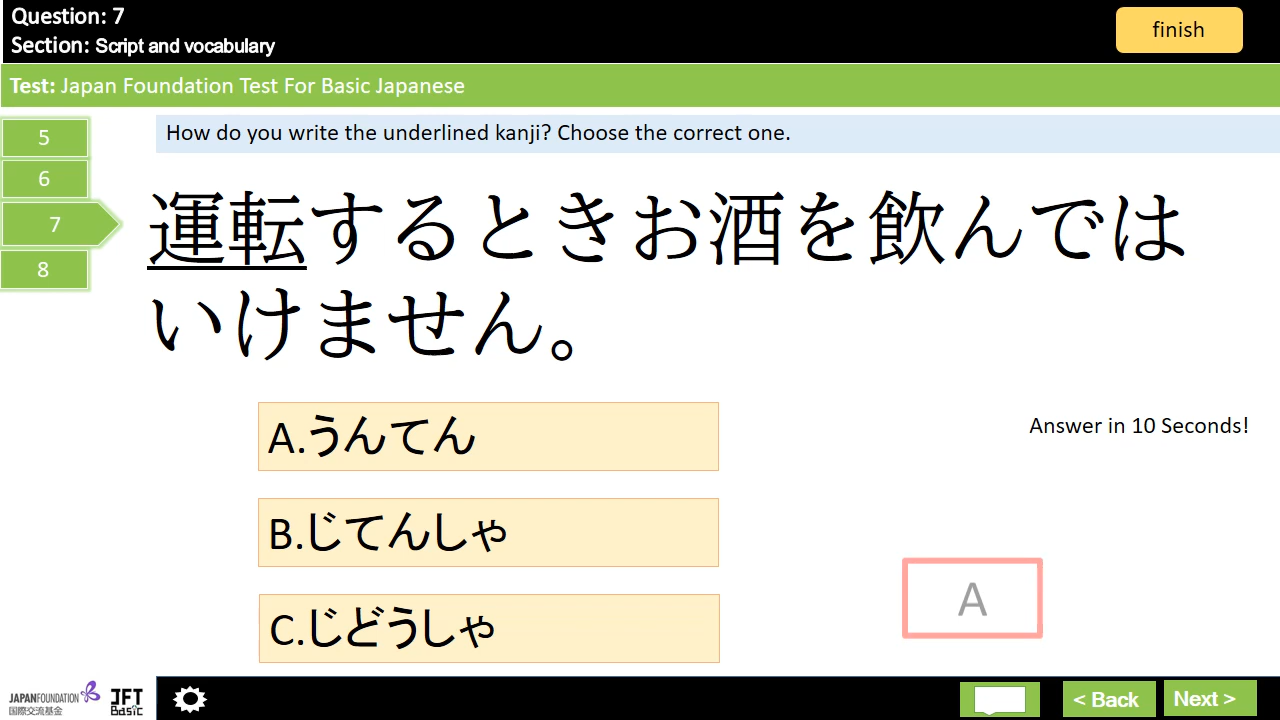 Question: 7
Section: Script and vocabulary
finish
Test: Japan Foundation Test For Basic Japanese
5
6
7
8
How do you write the underlined kanji? Choose the correct one.
運転するときお酒を飲んでは
いけません。
A.うんてん
B.じてんしゃ
C.じどうしゃ
Answer in 10 Seconds!
A
JAPANFOUNDATION
国際交流基金
JFT
Basic
< Back
Next >